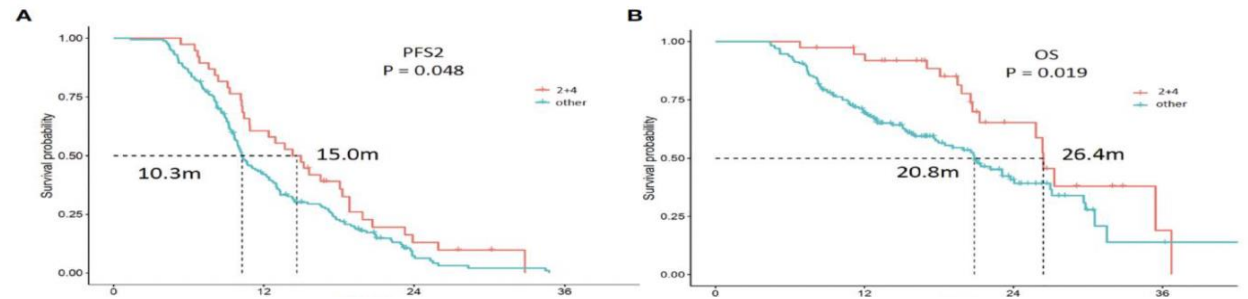 A
PFS2
P = 0.048
2+4
other
Survival probability
1.00
0.75
0.50
0.25
0.00
15.0m
10.3m
0
12
24
36
B
OS
P = 0.019
2+4
other
Survival probability
1.00
0.75
0.50
0.25
0.00
26.4m
20.8m
0
12
24
36